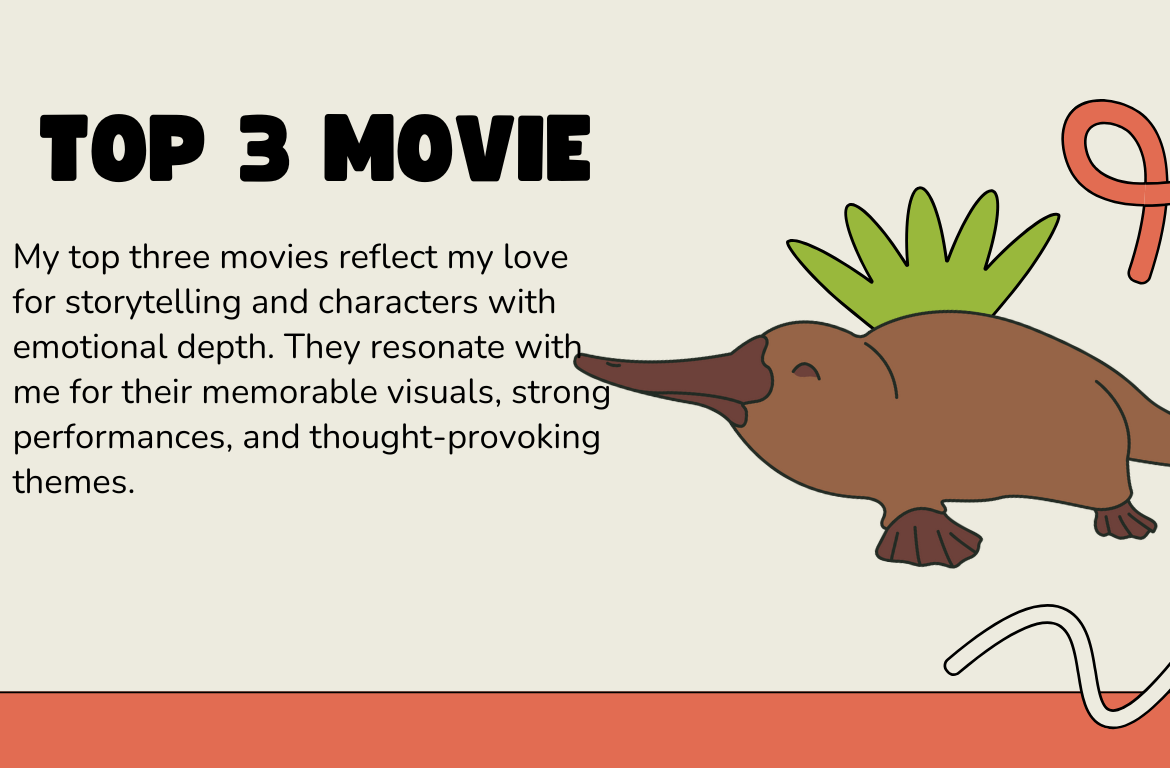 TOP 3 MOVIE
My top three movies reflect my love
for storytelling and characters with
emotional depth. They resonate with
me for their memorable visuals, strong
performances, and thought-provoking
themes.